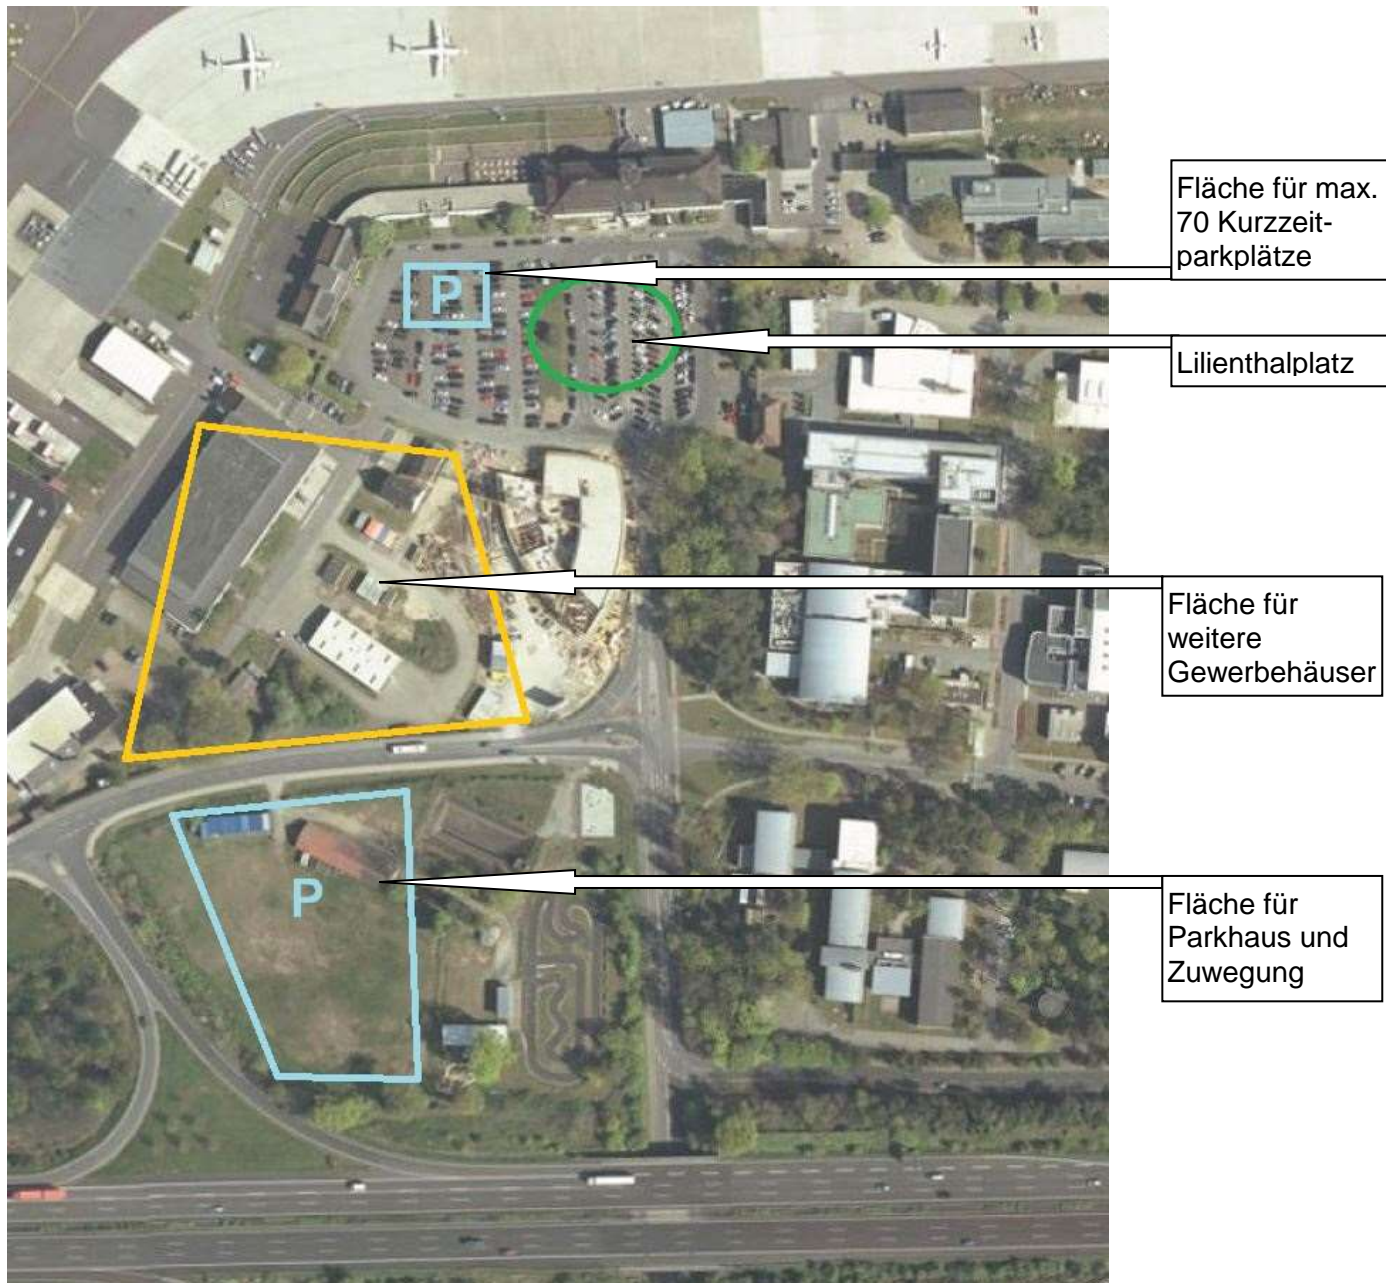 Fläche für max.
70 Kurzzeit-
parkplätze
P
Lilienthalplatz
Fläche für
weitere
Gewerbehäuser
P
Fläche für
Parkhaus und
Zuwegung